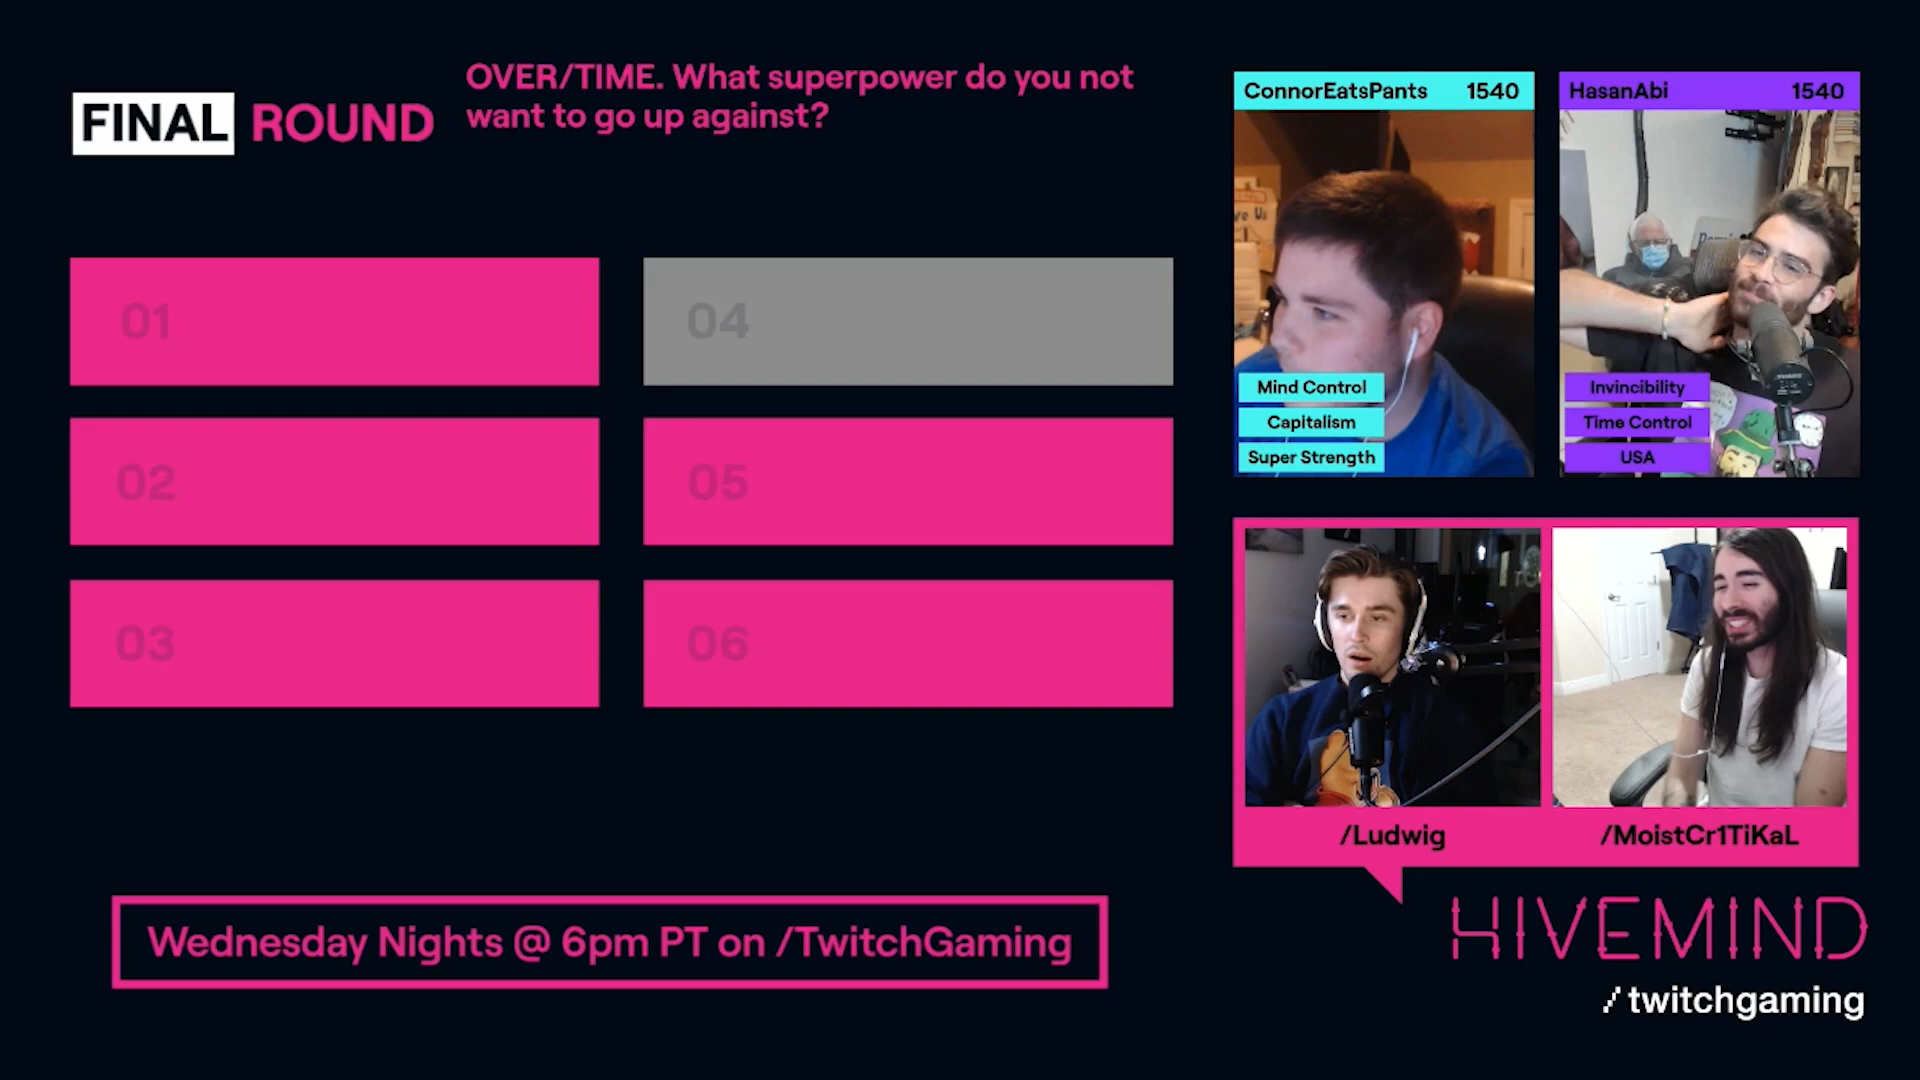 FINAL ROUND
OVER/TIME. What superpower do you not
want to go up against?
01
02
03
04
05
06
ConnorEatsPants 1540
Mind Control
Capitalism
Super Strength
HasanAbi 1540
Invincibility
Time Control
USA
/Ludwig
/MoistCr1TiKaL
Wednesday Nights @ 6pm PT on /TwitchGaming
HIVEMIND
/twitchgaming